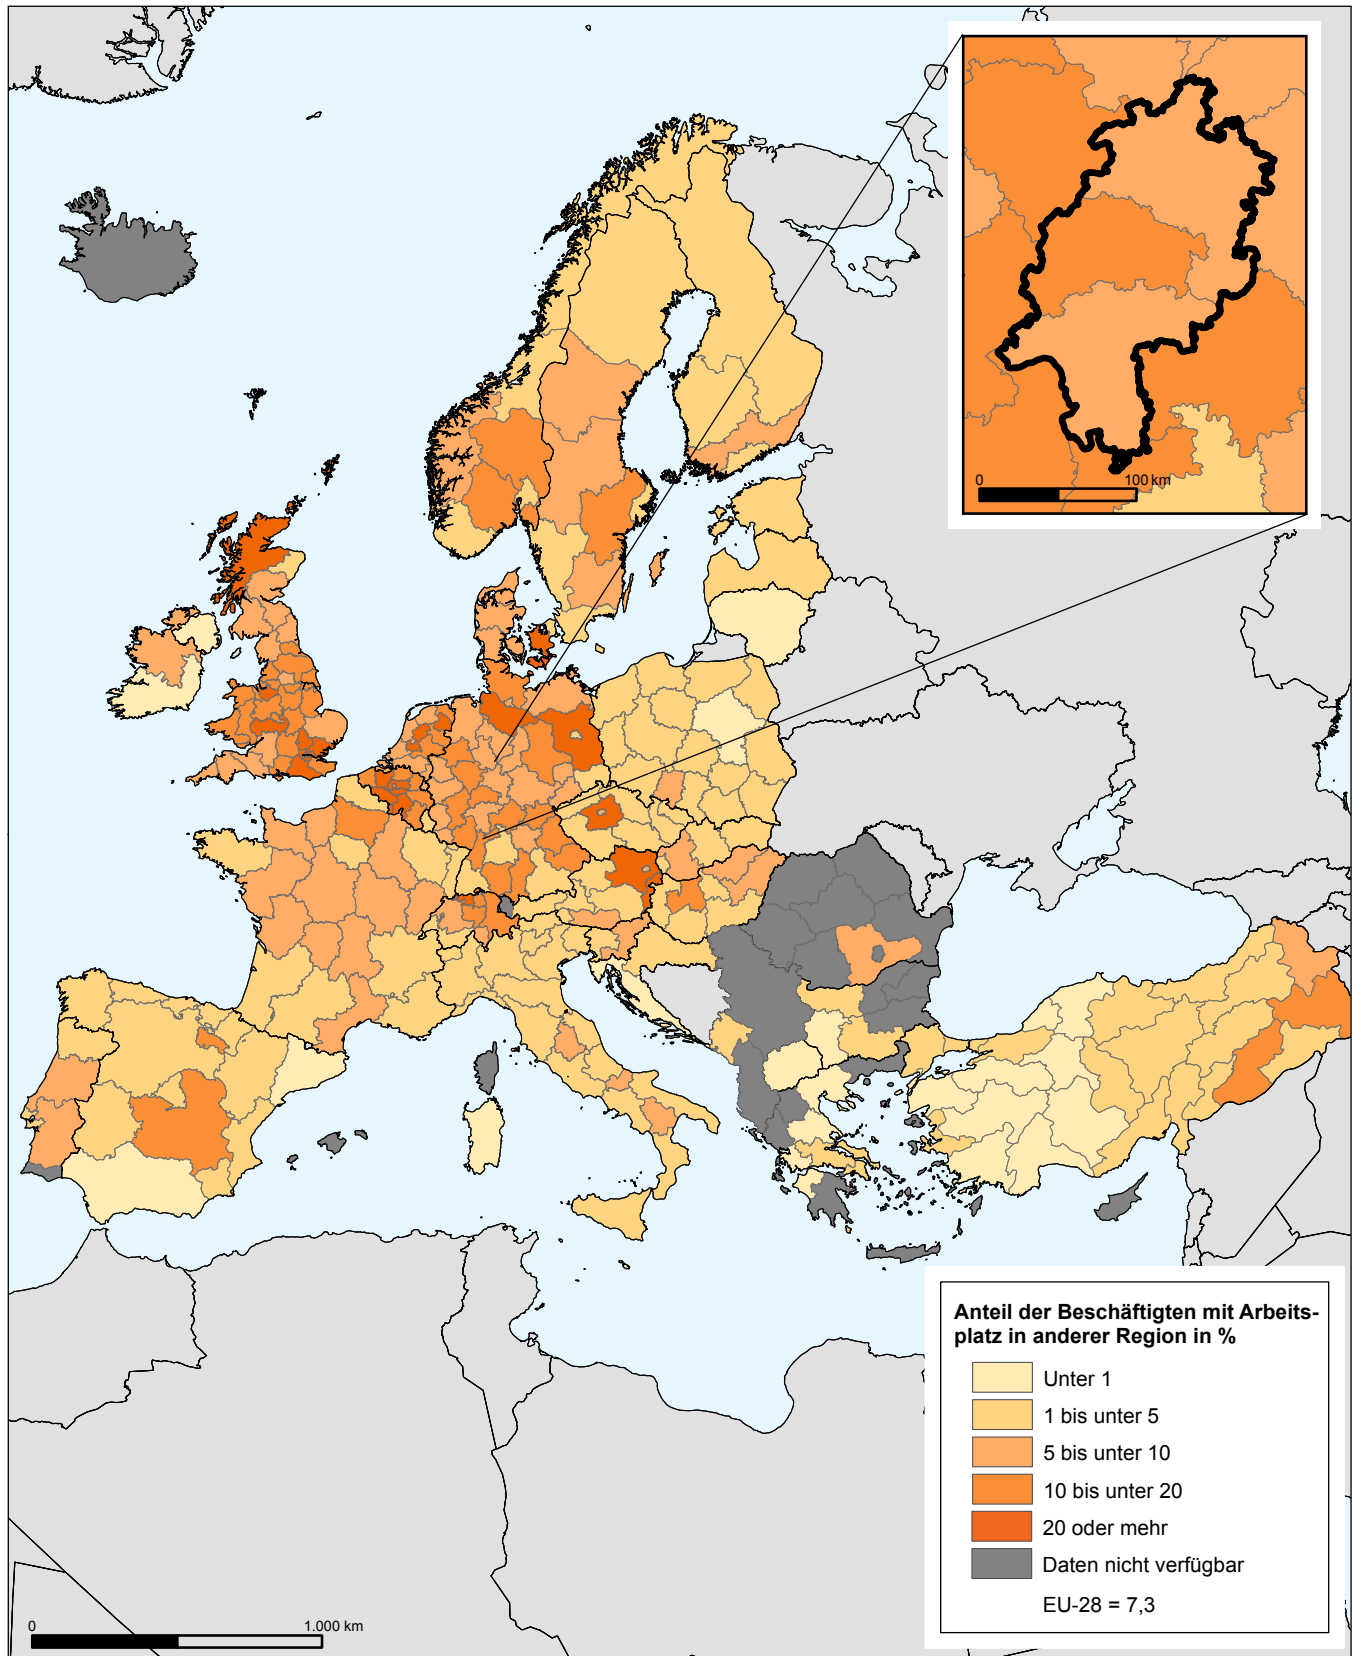 0
100 km
Anteil der Beschäftigten mit Arbeits-
platz in anderer Region in %
Unter 1
1 bis unter 5
5 bis unter 10
10 bis unter 20
20 oder mehr
Daten nicht verfügbar
EU-28 = 7,3
0
1.000 km